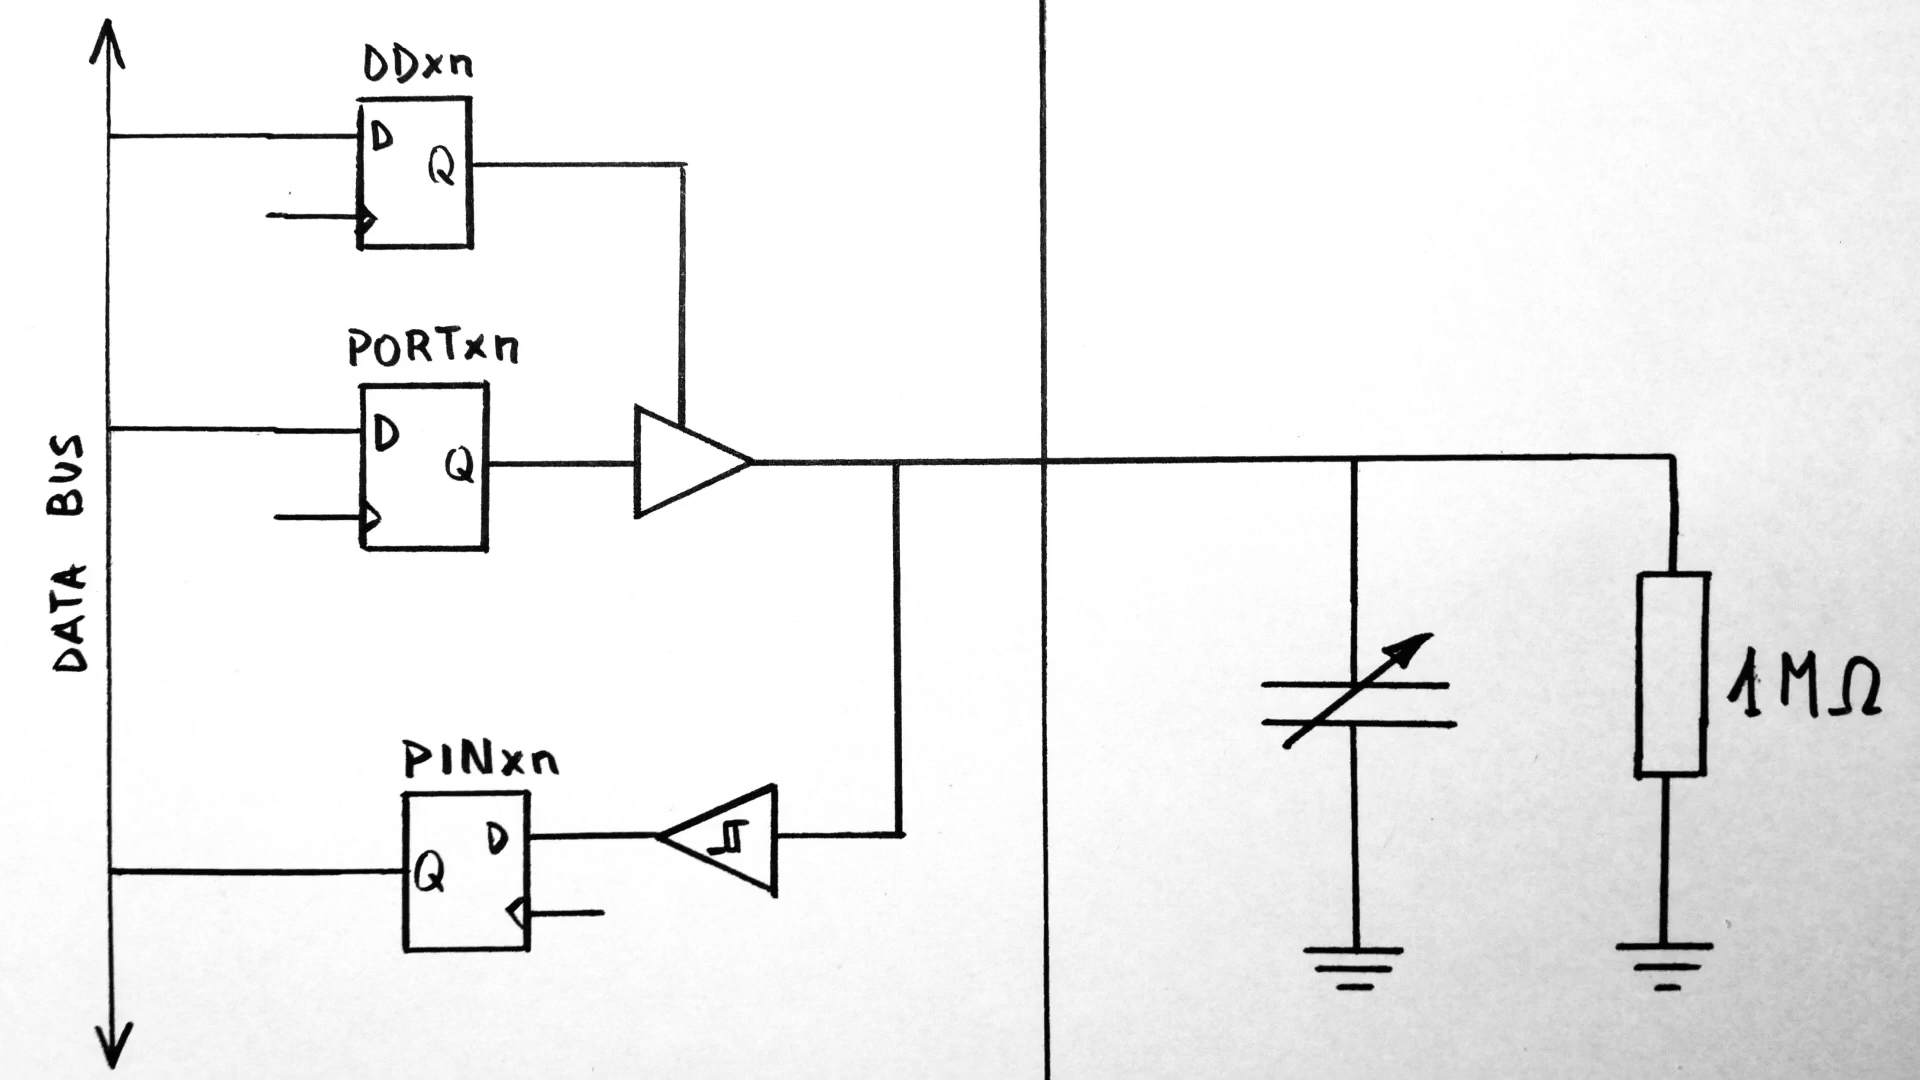 DDxn
D
Q
PORTxn
D
Q
DATA BUS
PINxn
D
Q
1MΩ